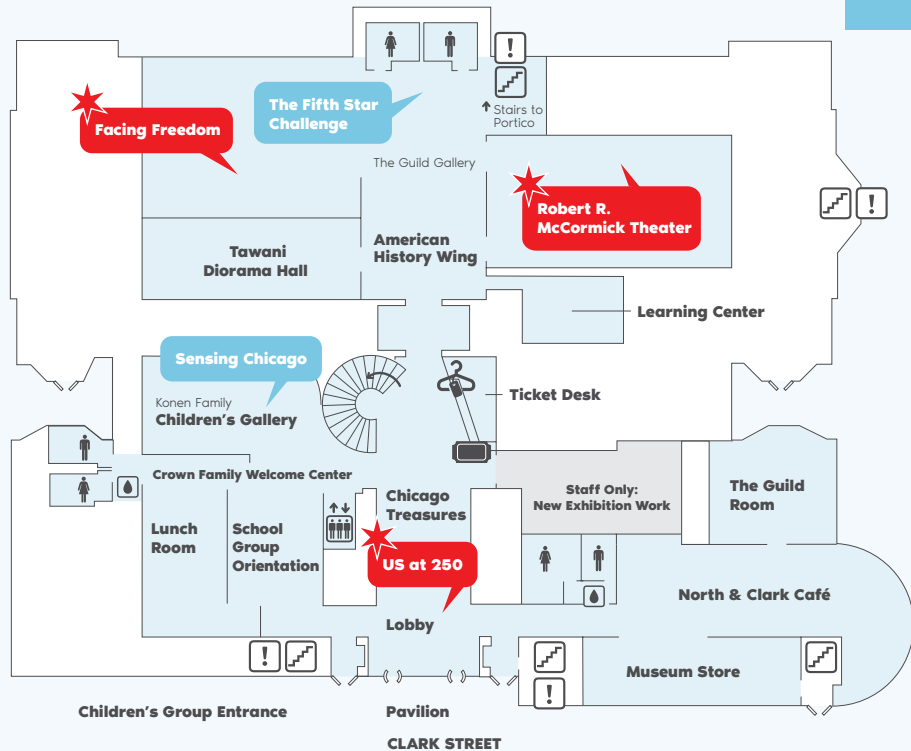 The Fifth Star
Challenge
Facing Freedom
Stairs to
Portico
The Guild Gallery
Robert R.
McCormick Theater
Tawani
Diorama Hall
American
History Wing
Learning Center
Sensing Chicago
Konen Family
Children's Gallery
Ticket Desk
Crown Family Welcome Center
Chicago
Treasures
Staff Only:
New Exhibition Work
The Guild
Room
Lunch
Room
School
Group
Orientation
US at 250
North & Clark Café
Lobby
Museum Store
Children's Group Entrance
Pavilion
CLARK STREET